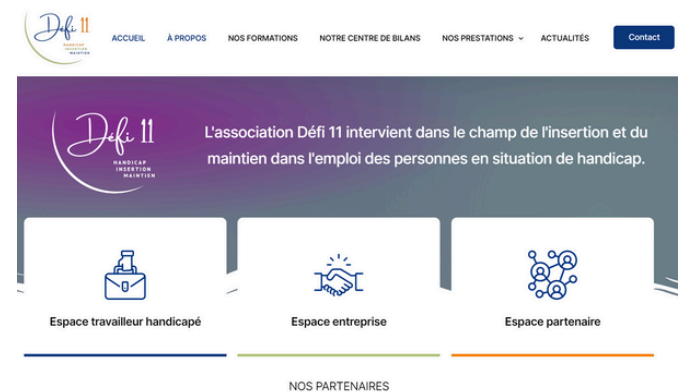 Défi 11
HANDICAP
INSERTION
MAINTIEN
ACCUEIL
À PROPOS
NOS FORMATIONS
NOTRE CENTRE DE BILANS
NOS PRESTATIONS
ACTUALITÉS
Contact
Défi 11
HANDICAP
INSERTION
MAINTIEN
L'association Défi 11 intervient dans le champ de l'insertion et du
maintien dans l'emploi des personnes en situation de handicap.
Espace travailleur handicapé
Espace entreprise
Espace partenaire
NOS PARTENAIRES